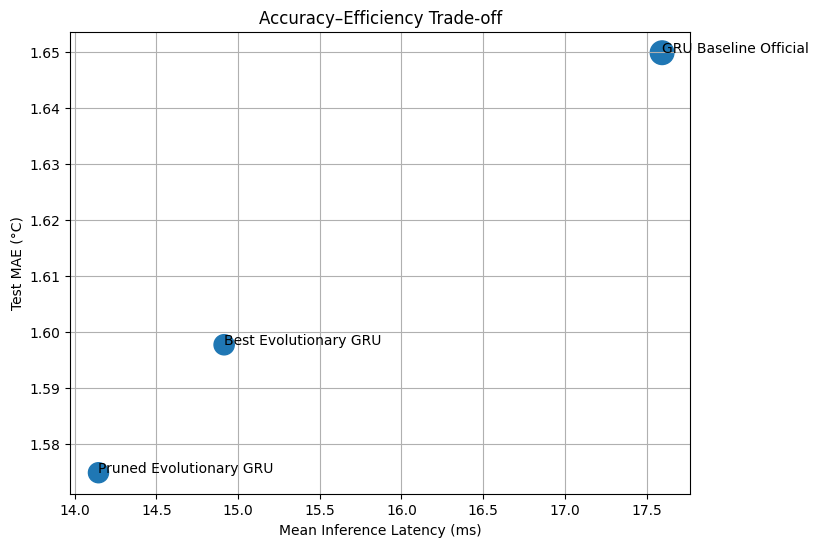 Accuracy–Efficiency Trade-off
1.65
1.64
1.63
1.62
1.61
1.60
1.59
1.58
Test MAE (°C)
GRU Baseline Official
Best Evolutionary GRU
Pruned Evolutionary GRU
14.0 14.5 15.0 15.5 16.0 16.5 17.0 17.5
Mean Inference Latency (ms)